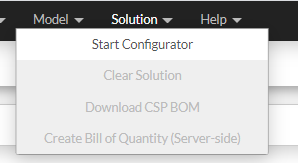 Model Solution Help
Start Configurator
Clear Solution
Download CSP BOM
Create Bill of Quantity (Server-side)